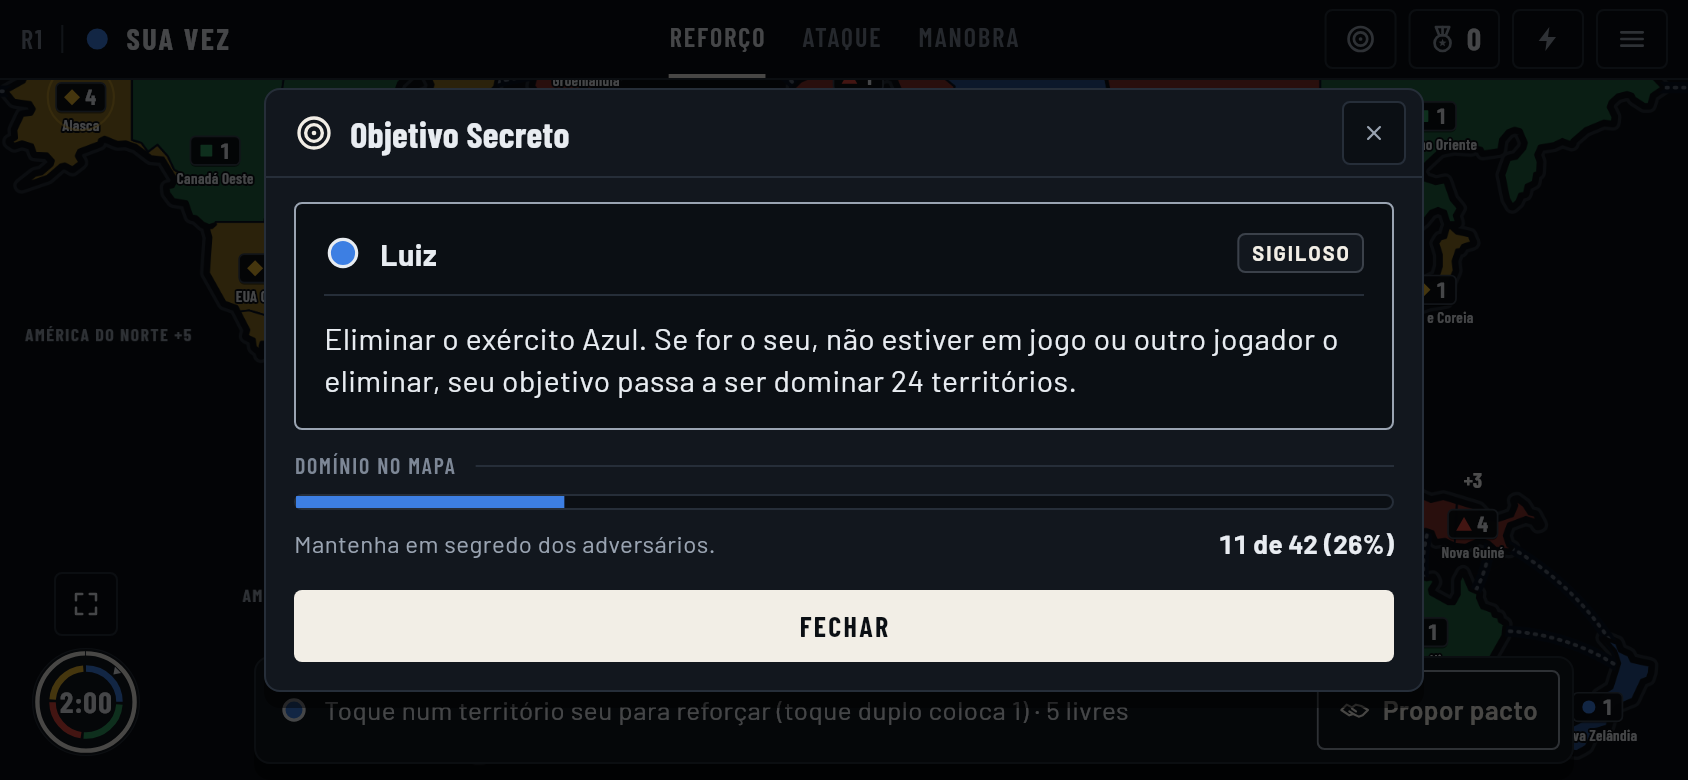 R1
SUA VEZ
REFORÇO
ATAQUE
MANOBRA
0
Groenlândia
4
Alasca
1
Canadá Oeste
Objetivo Secreto
1
Oriente
Luiz
SIGILOSO
Eliminar o exército Azul. Se for o seu, não estiver em jogo ou outro jogador o
eliminar, seu objetivo passa a ser dominar 24 territórios.
EUA
1
e Coreia
AMÉRICA DO NORTE +5
DOMÍNIO NO MAPA
+3
4
Nova Guiné
Mantenha em segredo dos adversários.
11 de 42 (26%)
AM
FECHAR
1
2:00
Toque num território seu para reforçar (toque duplo coloca 1) · 5 livres
Propor pacto
1
va Zelândia